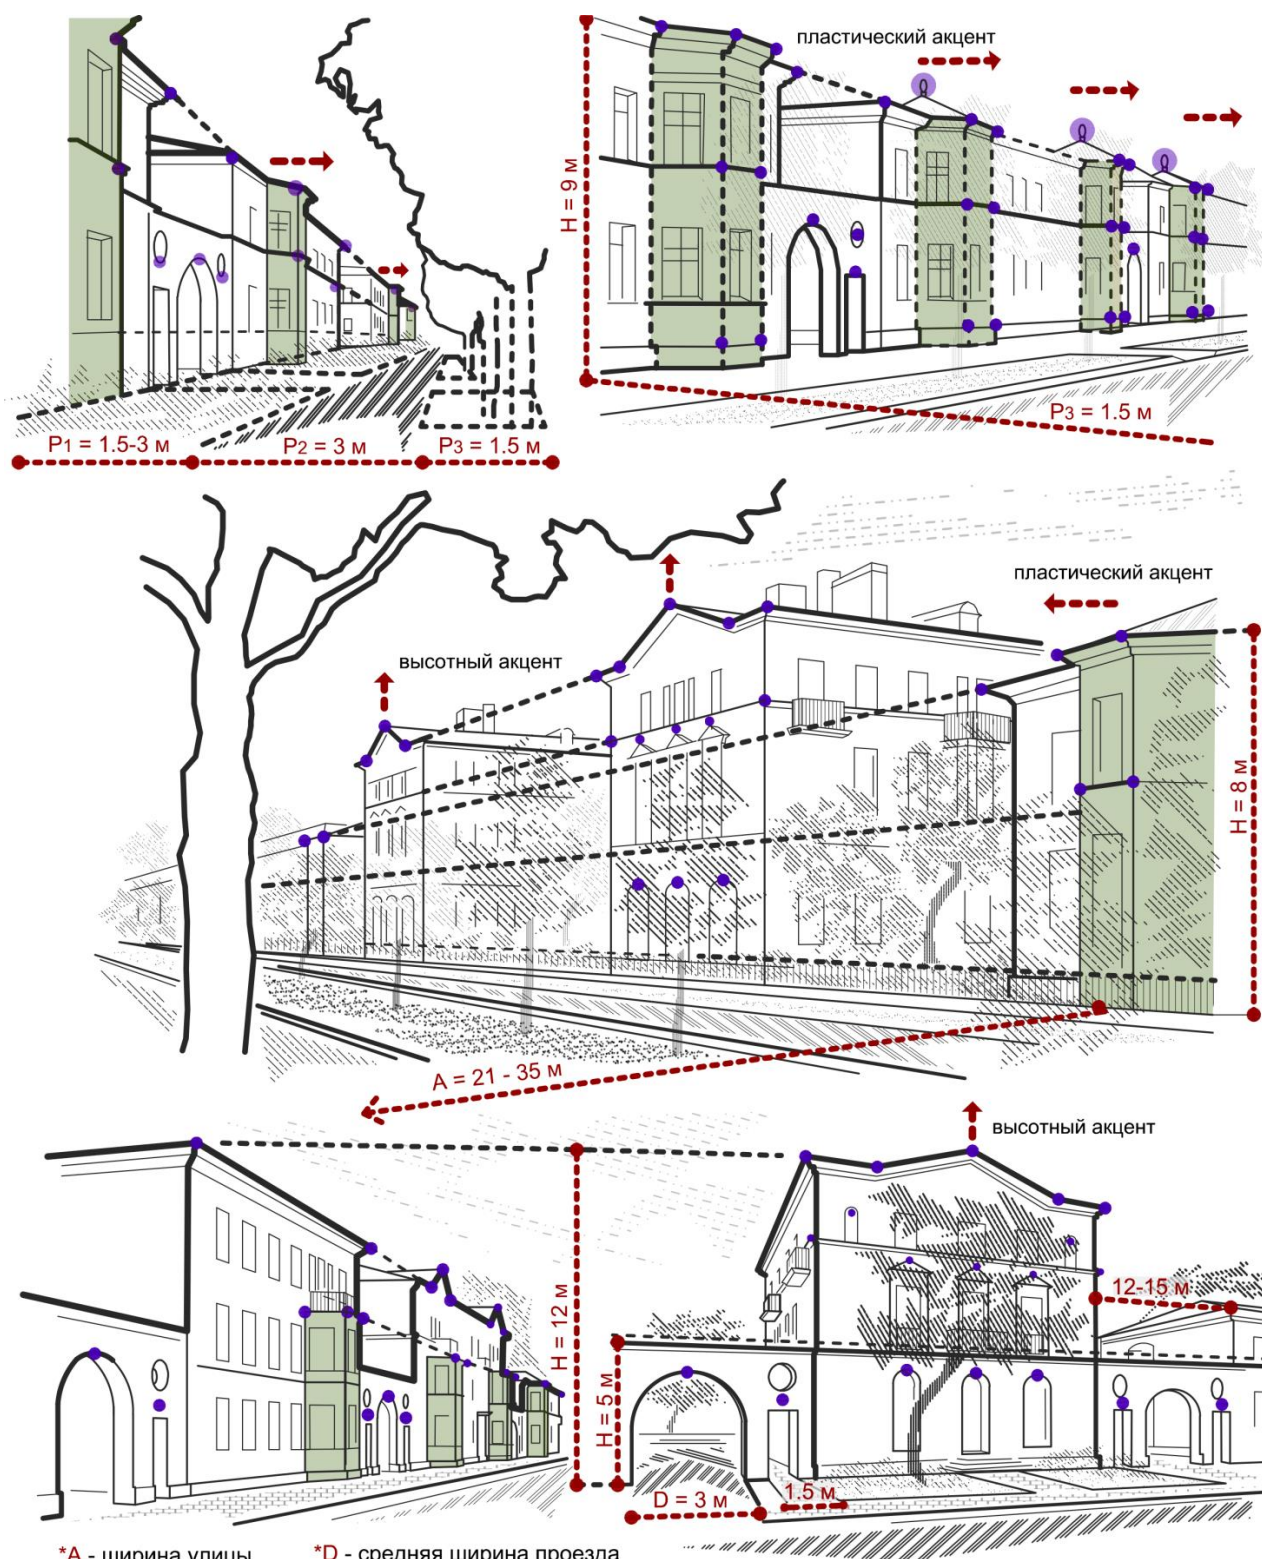 пластический акцент
H = 9 м
P1 = 1.5-3 м
P2 = 3 м
P3 = 1.5 м
P3 = 1.5 м
пластический акцент
высотный акцент
H = 8 м
A = 21 - 35 м
высотный акцент
H = 12 м
12-15 м
H = 5 м
D = 3 м
1.5 м
*A - ширина улицы
*D - средняя ширина проезда